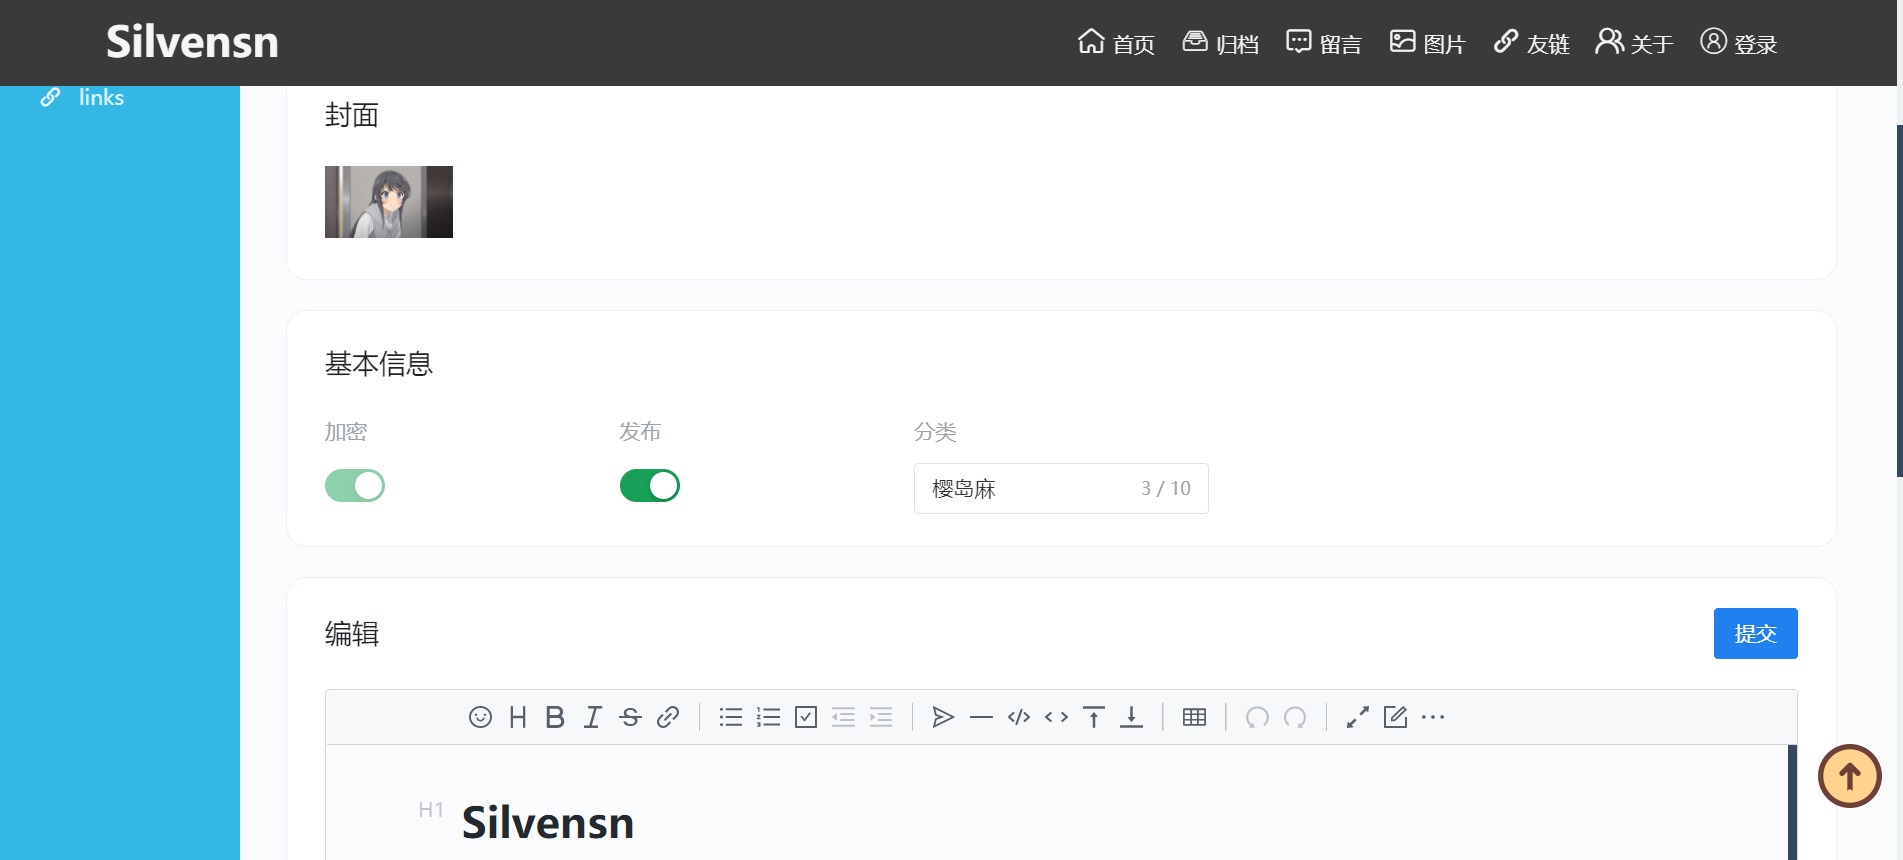 Silvensn
首页 归档 留言 图片 友链 关于 登录
links
封面
基本信息
加密 发布 分类
樱岛麻 3 / 10
编辑 提交
H1 Silvensn